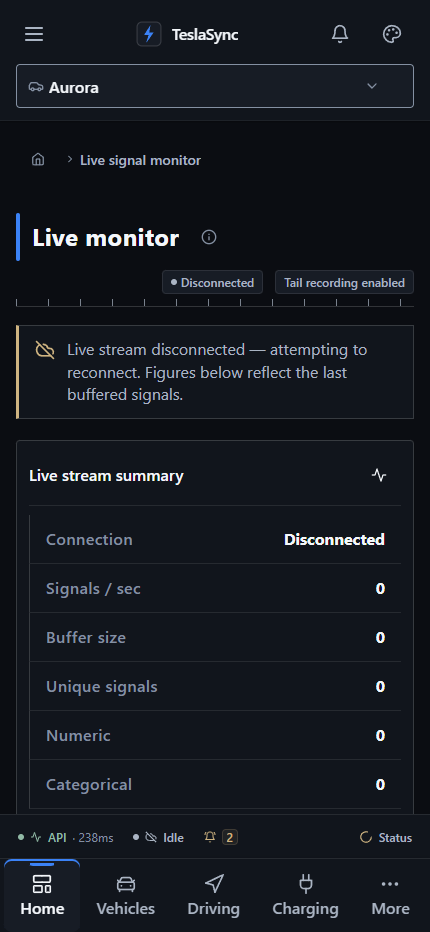 TeslaSync
Aurora
Live signal monitor
Live monitor
Disconnected
Tail recording enabled
Live stream disconnected — attempting to
reconnect. Figures below reflect the last
buffered signals.
Live stream summary
Connection Disconnected
Signals / sec 0
Buffer size 0
Unique signals 0
Numeric 0
Categorical 0
API · 238ms Idle 2 Status
Home Vehicles Driving Charging More